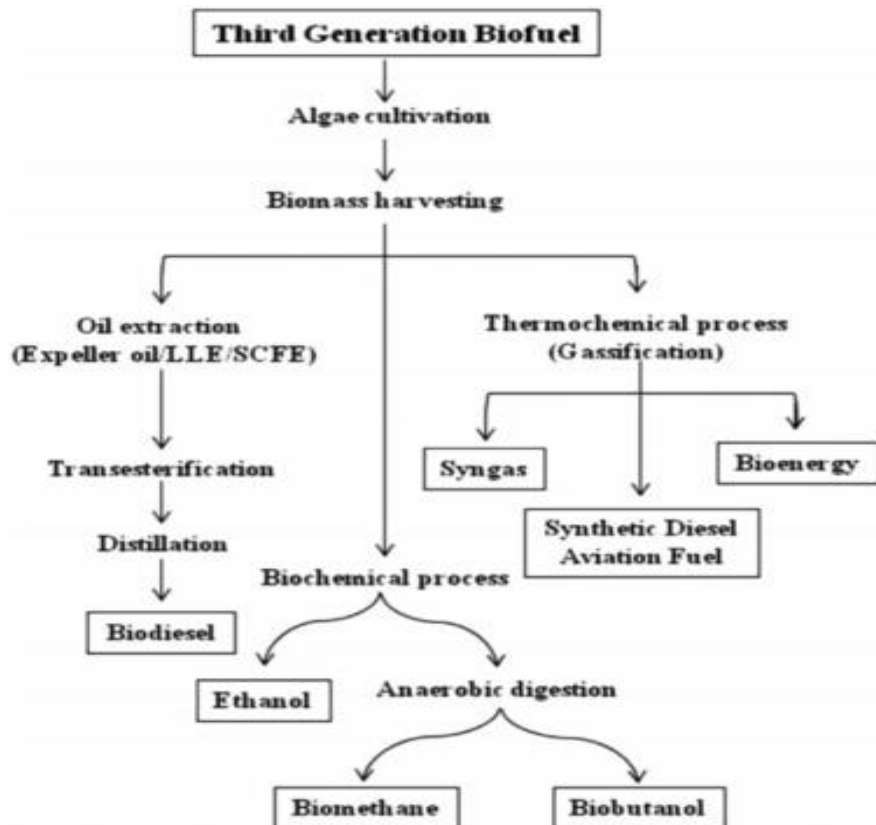 Third Generation Biofuel
Algae cultivation
Biomass harvesting
Oil extraction
(Expeller oil/LLE/SCFE)
Thermochemical process
(Gassification)
Transesterification
Syngas
Bioenergy
Distillation
Synthetic Diesel
Aviation Fuel
Biochemical process
Biodiesel
Ethanol
Anaerobic digestion
Biomethane
Biobutanol